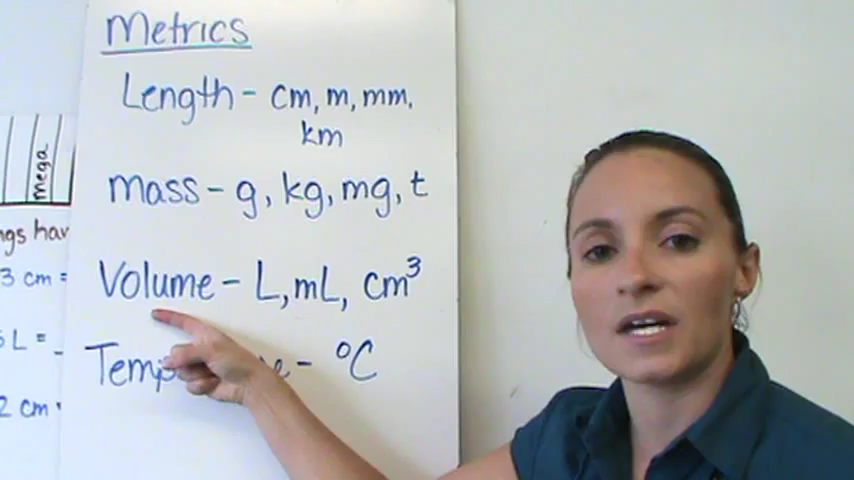 Metrics
Length - cm, m, mm,
km
mass - g, kg, mg, t
Volume - L, mL, cm³
- °C
mega
3 cm =
L =
2 cm